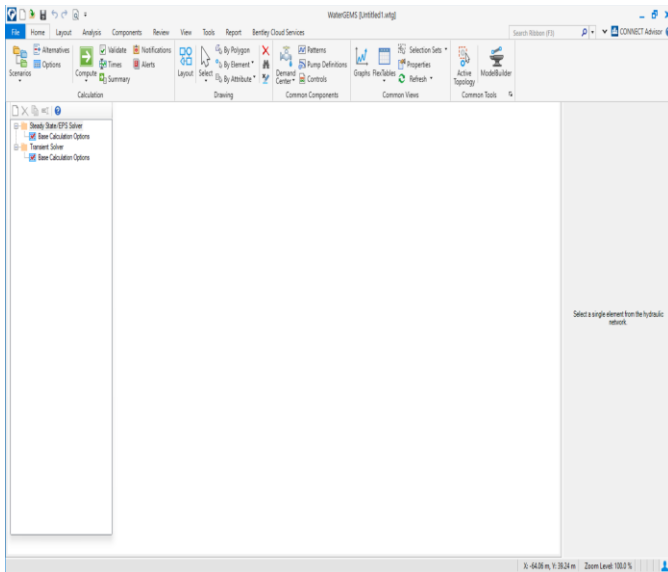 WaterGEMS [Untitled1.wtg]
File Home Layout Analysis Components Review View Tools Report Bentley Cloud Services Search Ribbon (F3) CONNECT Advisor
Alternatives Validate Notifications By Polygon Patterns Selection Sets
Options Times Alerts By Element Pump Definitions Properties
Summary By Attribute Controls Refresh
Scenarios Compute Layout Select Demand Center Graphs FlexTables Active Topology ModelBuilder
Calculation Drawing Common Components Common Views Common Tools
Steady State/EPS Solver
Base Calculation Options
Transient Solver
Base Calculation Options
Select a single element from the hydraulic
network.
X: -64.06 m, Y: 39.24 m Zoom Level: 100.0 %